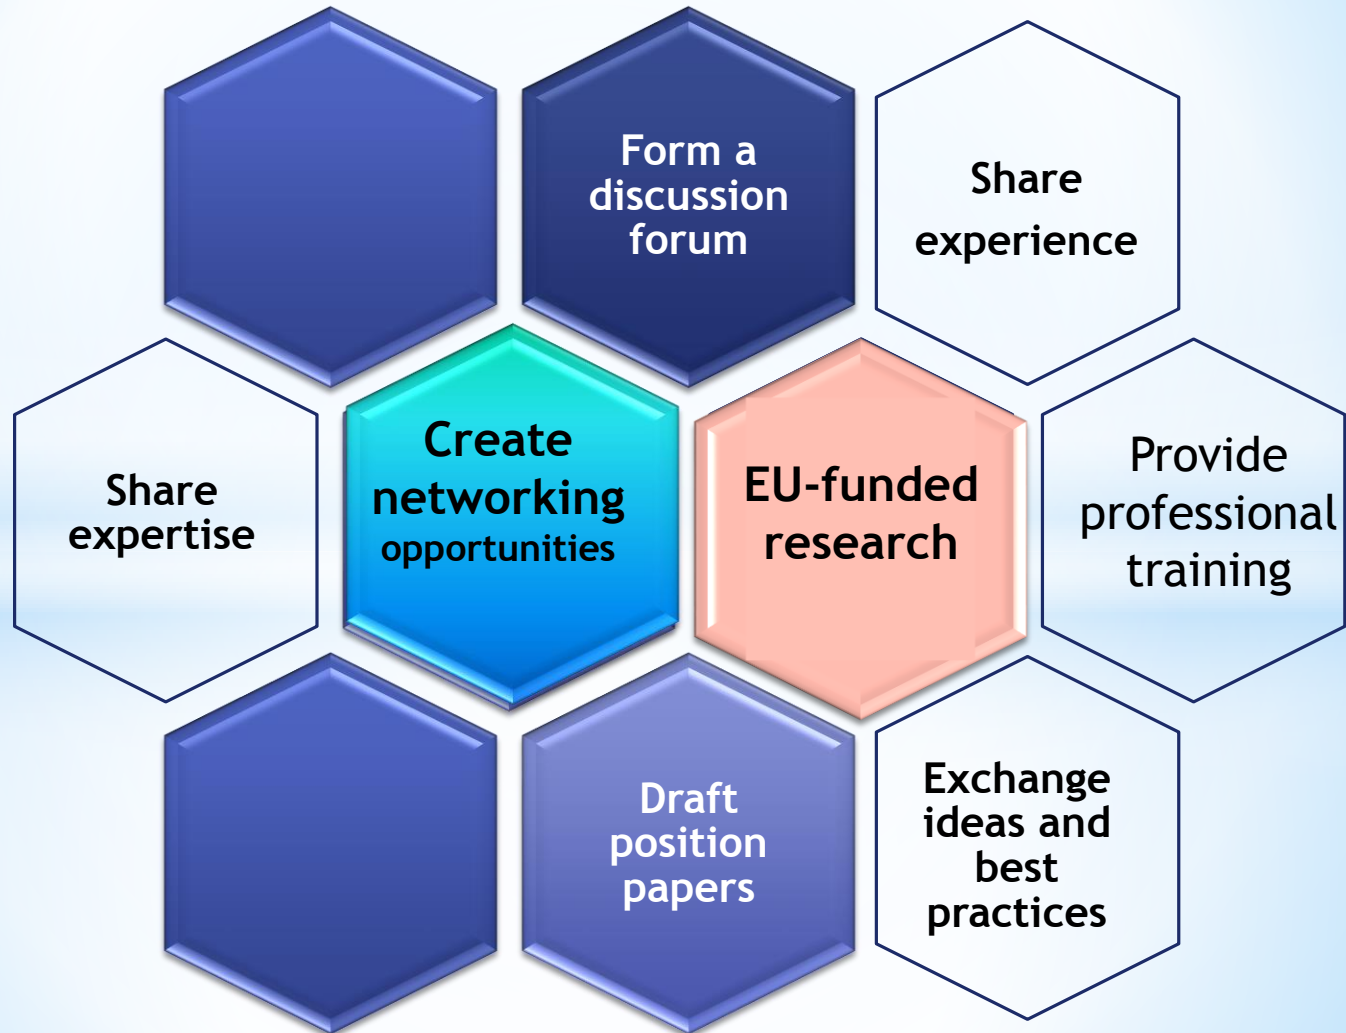 Form a
discussion
forum
Share
experience
Share
expertise
Create
networking
opportunities
EU-funded
research
Provide
professional
training
Draft
position
papers
Exchange
ideas and
best
practices